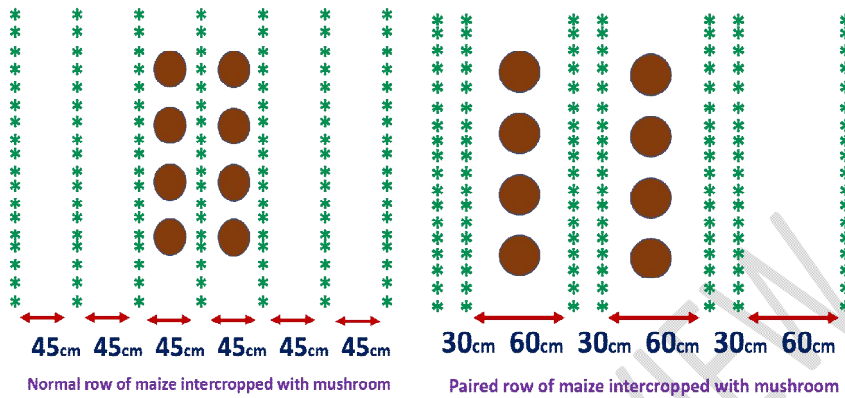 45cm 45cm 45cm 45cm 45cm 45cm
Normal row of maize intercropped with mushroom
30cm 60cm 30cm 60cm 30cm 60cm
Paired row of maize intercropped with mushroom